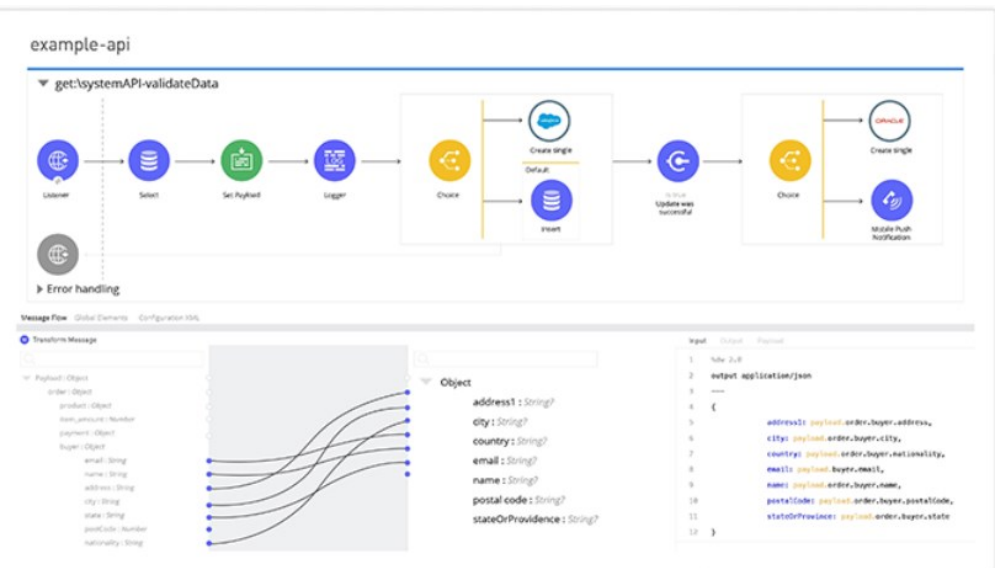 example-api
get:\systemAPI-validateData
Listener
Select
Set Payload
LOG
Logger
Choice
Create single
Default
Insert
Is true
Update was
successful
Choice
ORACLE
Create single
Mobile Push
Notification
Error handling
Message Flow Global Elements Configuration XML
Transform Message
Payload : Object
order : Object
product : Object
item_amount : Number
payment : Object
buyer : Object
email : String
name : String
address : String
city : String
state : String
postCode : Number
nationality : String
Object
address1 : String?
city : String?
country : String?
email : String?
name : String?
postal code : String?
stateOrProvidence : String?
Input Output Payload
1 %dw 2.0
2 output application/json
3 ---
4 {
5 address1: payload.order.buyer.address,
6 city: payload.order.buyer.city,
7 country: payload.order.buyer.nationality,
8 email: payload.buyer.email,
9 name: payload.order.buyer.name,
10 postalCode: payload.order.buyer.postalCode,
11 stateOrProvince: payload.order.buyer.state
12 }